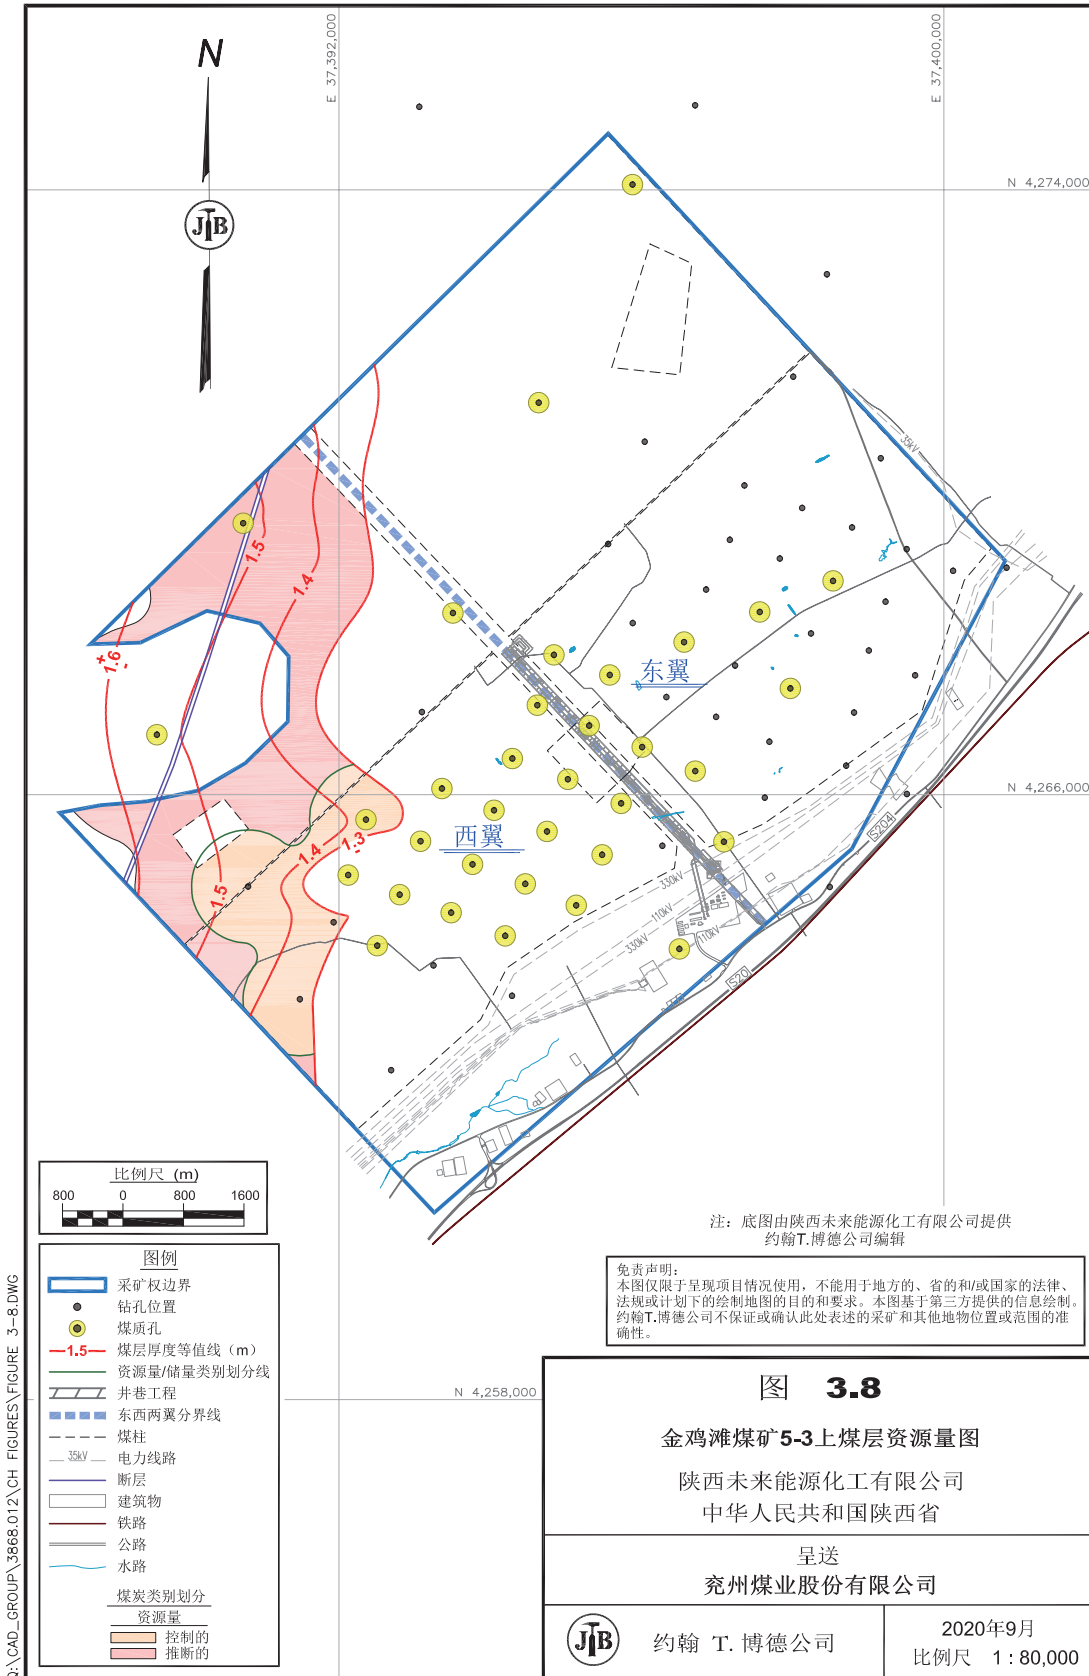 E 37,392,000
E 37,400,000
N
JTB
N 4,274,000
35kV
1.5
1.4
1.6
+
-
东翼
N 4,266,000
S204
西翼
1.4
1.3
1.5
330kV
110kV
330kV
110kV
S20
比例尺 (m)
800 0 800 1600
图例
采矿权边界
钻孔位置
煤质孔
1.5 煤层厚度等值线（m）
资源量/储量类别划分线
井巷工程
东西两翼分界线
煤柱
35kV 电力线路
断层
建筑物
铁路
公路
水路
煤炭类别划分
资源量
控制的
推断的
注：底图由陕西未来能源化工有限公司提供
约翰T.博德公司编辑
免责声明：
本图仅限于呈现项目情况使用，不能用于地方的、省的和/或国家的法律、
法规或计划下的绘制地图的目的和要求。本图基于第三方提供的信息绘制。
约翰T.博德公司不保证或确认此处表述的采矿和其他地物位置或范围的准
确性。
N 4,258,000
图 3.8
金鸡滩煤矿5-3上煤层资源量图
陕西未来能源化工有限公司
中华人民共和国陕西省
呈送
兖州煤业股份有限公司
JTB
约翰 T. 博德公司
2020年9月
比例尺 1 : 80,000
Q:\CAD_GROUP\3868.012\CH FIGURES\FIGURE 3-8.DWG